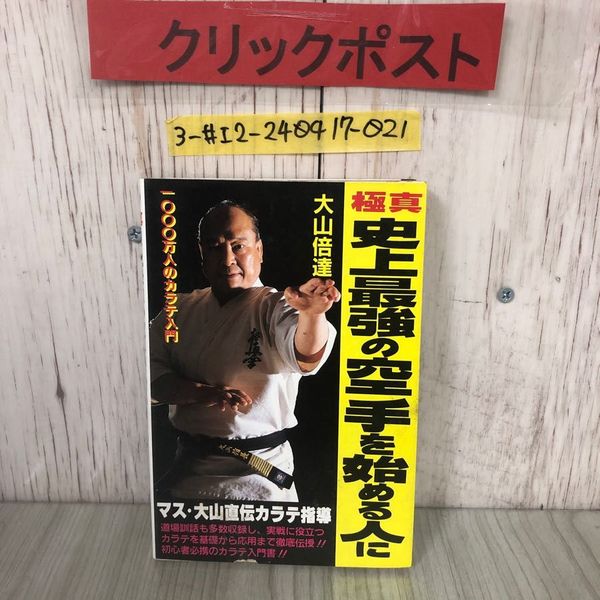 クリックポスト
3-#I2-240417-021
極真
史上最強の空手を始める人に
大山倍達
一〇〇〇万人のカラテ入門
極真会
マス・大山直伝カラテ指導
道場訓話も多数収録し、実戦に役立つ
カラテを基礎から応用まで徹底伝授!!
初心者必携のカラテ入門書!!